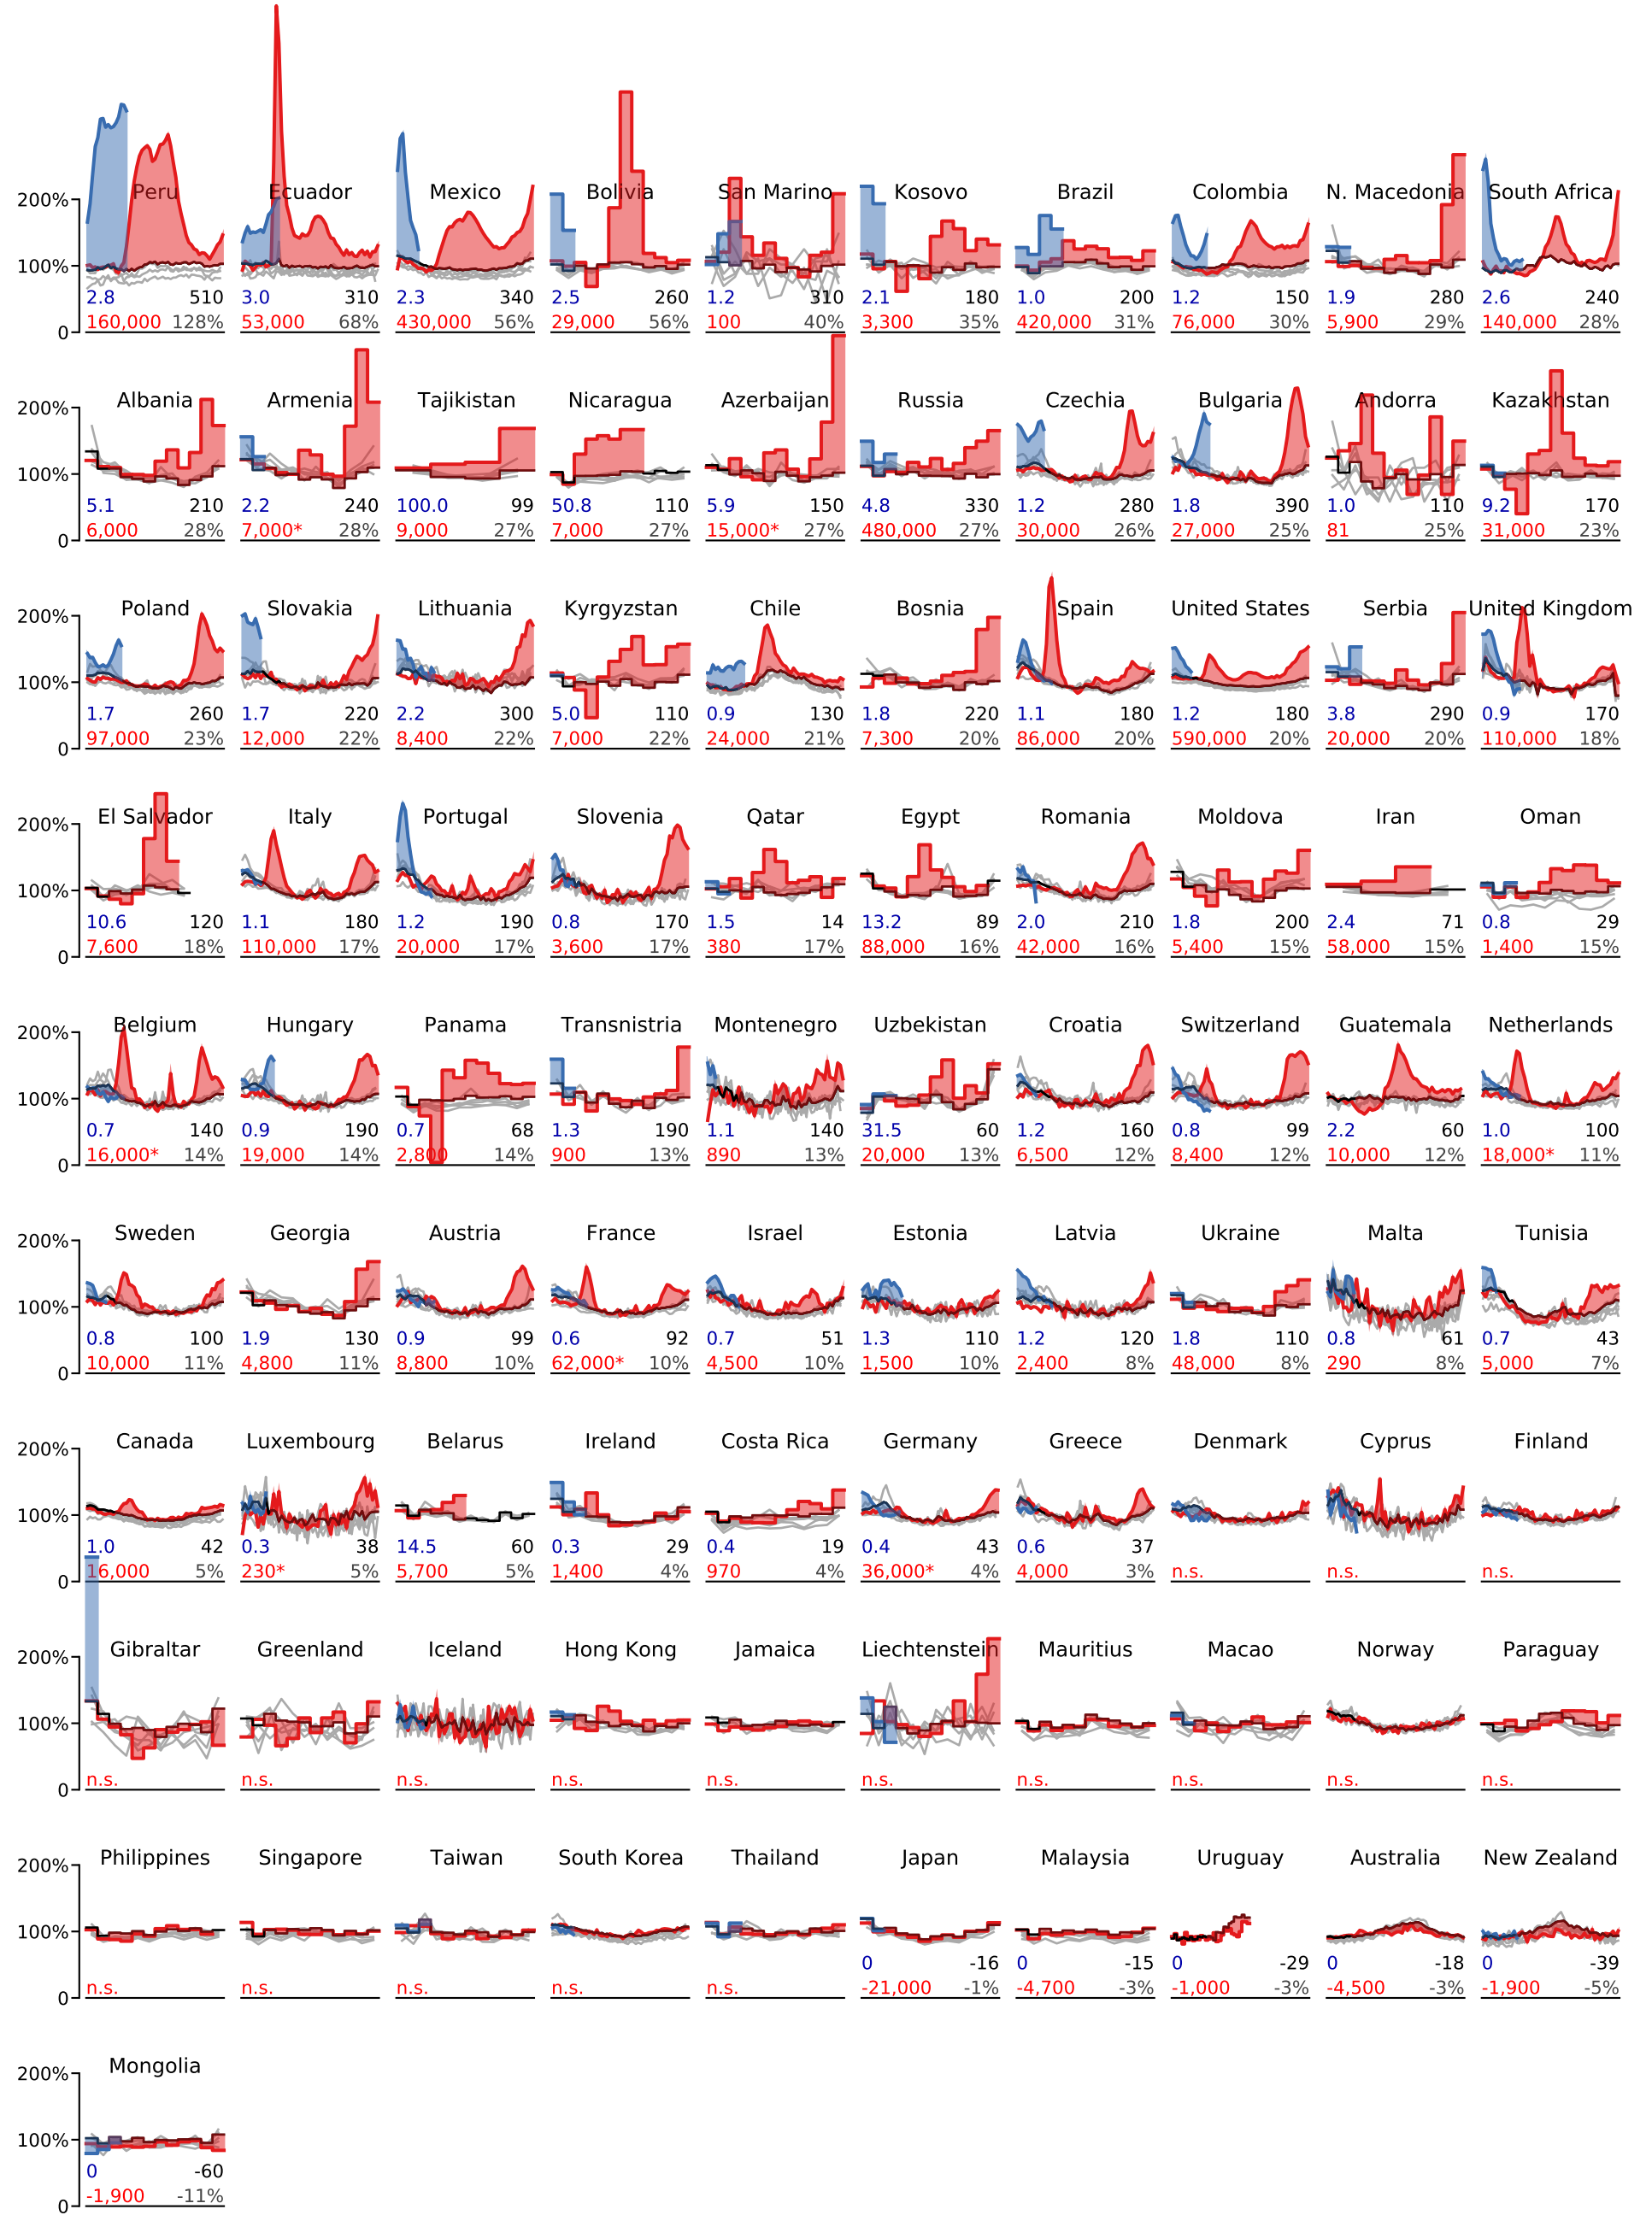 200% Peru Ecuador Mexico Bolivia San Marino Kosovo Brazil Colombia N. Macedonia South Africa
100%
2.8 510 3.0 310 2.3 340 2.5 260 1.2 310 2.1 180 1.0 200 1.2 150 1.9 280 2.6 240
160,000 128% 53,000 68% 430,000 56% 29,000 56% 100 40% 3,300 35% 420,000 31% 76,000 30% 5,900 29% 140,000 28%
0
200% Albania Armenia Tajikistan Nicaragua Azerbaijan Russia Czechia Bulgaria Andorra Kazakhstan
100%
5.1 210 2.2 240 100.0 99 50.8 110 5.9 150 4.8 330 1.2 280 1.8 390 1.0 110 9.2 170
6,000 28% 7,000* 28% 9,000 27% 7,000 27% 15,000* 27% 480,000 27% 30,000 26% 27,000 25% 81 25% 31,000 23%
0
200% Poland Slovakia Lithuania Kyrgyzstan Chile Bosnia Spain United States Serbia United Kingdom
100%
1.7 260 1.7 220 2.2 300 5.0 110 0.9 130 1.8 220 1.1 180 1.2 180 3.8 290 0.9 170
97,000 23% 12,000 22% 8,400 22% 7,000 22% 24,000 21% 7,300 20% 86,000 20% 590,000 20% 20,000 20% 110,000 18%
0
200% El Salvador Italy Portugal Slovenia Qatar Egypt Romania Moldova Iran Oman
100%
10.6 120 1.1 180 1.2 190 0.8 170 1.5 14 13.2 89 2.0 210 1.8 200 2.4 71 0.8 29
7,600 18% 110,000 17% 20,000 17% 3,600 17% 380 17% 88,000 16% 42,000 16% 5,400 15% 58,000 15% 1,400 15%
0
200% Belgium Hungary Panama Transnistria Montenegro Uzbekistan Croatia Switzerland Guatemala Netherlands
100%
0.7 140 0.9 190 0.7 68 1.3 190 1.1 140 31.5 60 1.2 160 0.8 99 2.2 60 1.0 100
16,000* 14% 19,000 14% 2,800 14% 900 13% 890 13% 20,000 13% 6,500 12% 8,400 12% 10,000 12% 18,000* 11%
0
200% Sweden Georgia Austria France Israel Estonia Latvia Ukraine Malta Tunisia
100%
0.8 100 1.9 130 0.9 99 0.6 92 0.7 51 1.3 110 1.2 120 1.8 110 0.8 61 0.7 43
10,000 11% 4,800 11% 8,800 10% 62,000* 10% 4,500 10% 1,500 10% 2,400 8% 48,000 8% 290 8% 5,000 7%
0
200% Canada Luxembourg Belarus Ireland Costa Rica Germany Greece Denmark Cyprus Finland
100%
1.0 42 0.3 38 14.5 60 0.3 29 0.4 19 0.4 43 0.6 37
16,000 5% 230* 5% 5,700 5% 1,400 4% 970 4% 36,000* 4% 4,000 3% n.s. n.s. n.s.
0
200% Gibraltar Greenland Iceland Hong Kong Jamaica Liechtenstein Mauritius Macao Norway Paraguay
100%
n.s. n.s. n.s. n.s. n.s. n.s. n.s. n.s. n.s. n.s.
0
200% Philippines Singapore Taiwan South Korea Thailand Japan Malaysia Uruguay Australia New Zealand
100%
0 -16 0 -15 0 -29 0 -18 0 -39
n.s. n.s. n.s. n.s. n.s. -21,000 -1% -4,700 -3% -1,000 -3% -4,500 -3% -1,900 -5%
0
200% Mongolia
100%
0 -60
-1,900 -11%
0